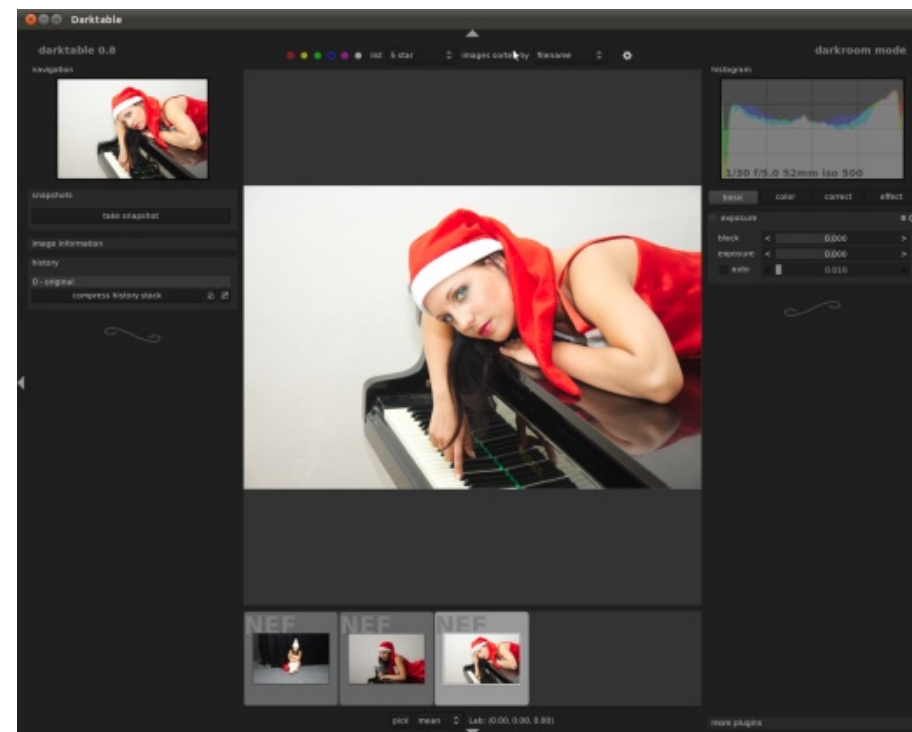 Darktable
darktable 0.8
darkroom mode
list 5 star images sorted by filename
navigation
histogram
1/30 f/5.0 52mm iso 500
snapshots
take snapshot
basic color correct effect
exposure
image information
black 0.000
history
exposure 0.000
0 - original
auto 0.010
compress history stack
NEF NEF NEF
pick mean Lab: (0.00, 0.00, 0.00)
more plugins